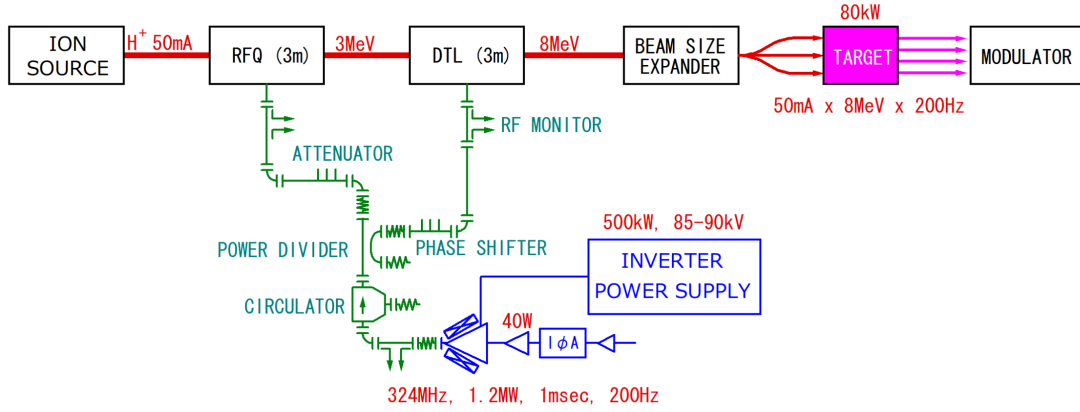 ION
SOURCE
H+ 50mA
RFQ (3m)
3MeV
DTL (3m)
8MeV
BEAM SIZE
EXPANDER
80kW
TARGET
MODULATOR
50mA x 8MeV x 200Hz
RF MONITOR
ATTENUATOR
POWER DIVIDER
PHASE SHIFTER
500kW, 85-90kV
INVERTER
POWER SUPPLY
CIRCULATOR
40W
IϕA
324MHz, 1.2MW, 1msec, 200Hz